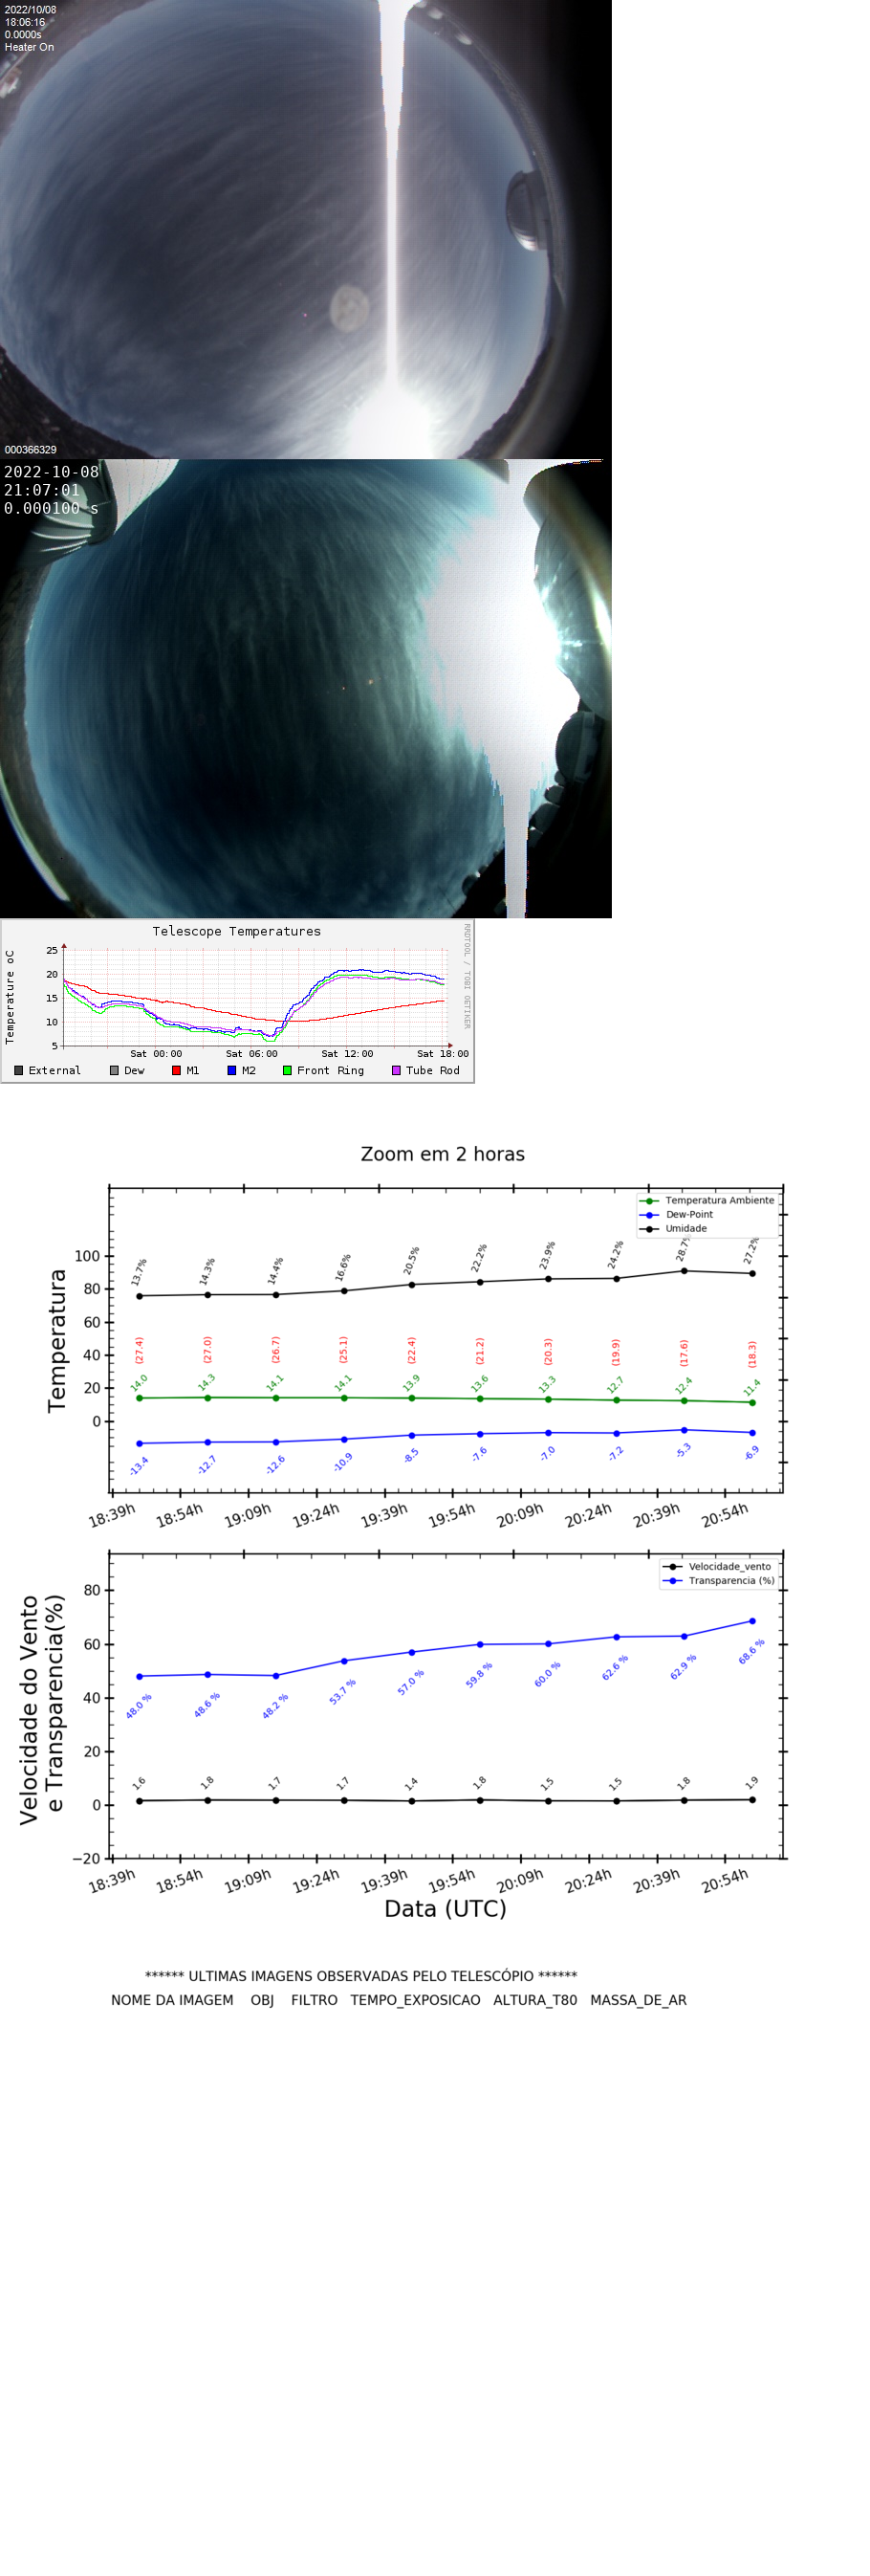 2022/10/08
18:06:16
0.0000s
Heater On
000366329
2022-10-08
21:07:01
0.000100 s
Telescope Temperatures
RRDTOOL / TOBI OETIKER
Temperature oC
25
20
15
10
5
Sat 00:00 Sat 06:00 Sat 12:00 Sat 18:00
External Dew M1 M2 Front Ring Tube Rod
Zoom em 2 horas
Temperatura Ambiente
Dew-Point
Umidade
Temperatura
100
80
60
40
20
0
13.7% 14.3% 14.4% 16.6% 20.5% 22.2% 23.9% 24.2% 28.7% 27.2%
(27.4) (27.0) (26.7) (25.1) (22.4) (21.2) (20.3) (19.9) (17.6) (18.3)
14.0 14.3 14.1 14.1 13.9 13.6 13.3 12.7 12.4 11.4
-13.4 -12.7 -12.6 -10.9 -8.5 -7.6 -7.0 -7.2 -5.3 -6.9
18:39h 18:54h 19:09h 19:24h 19:39h 19:54h 20:09h 20:24h 20:39h 20:54h
Velocidade_vento
Transparencia (%)
Velocidade do Vento
e Transparencia(%)
80
60
40
20
0
−20
48.0 % 48.6 % 48.2 % 53.7 % 57.0 % 59.8 % 60.0 % 62.6 % 62.9 % 68.6 %
1.6 1.8 1.7 1.7 1.4 1.8 1.5 1.5 1.8 1.9
18:39h 18:54h 19:09h 19:24h 19:39h 19:54h 20:09h 20:24h 20:39h 20:54h
Data (UTC)
****** ULTIMAS IMAGENS OBSERVADAS PELO TELESCÓPIO ******
NOME DA IMAGEM OBJ FILTRO TEMPO_EXPOSICAO ALTURA_T80 MASSA_DE_AR